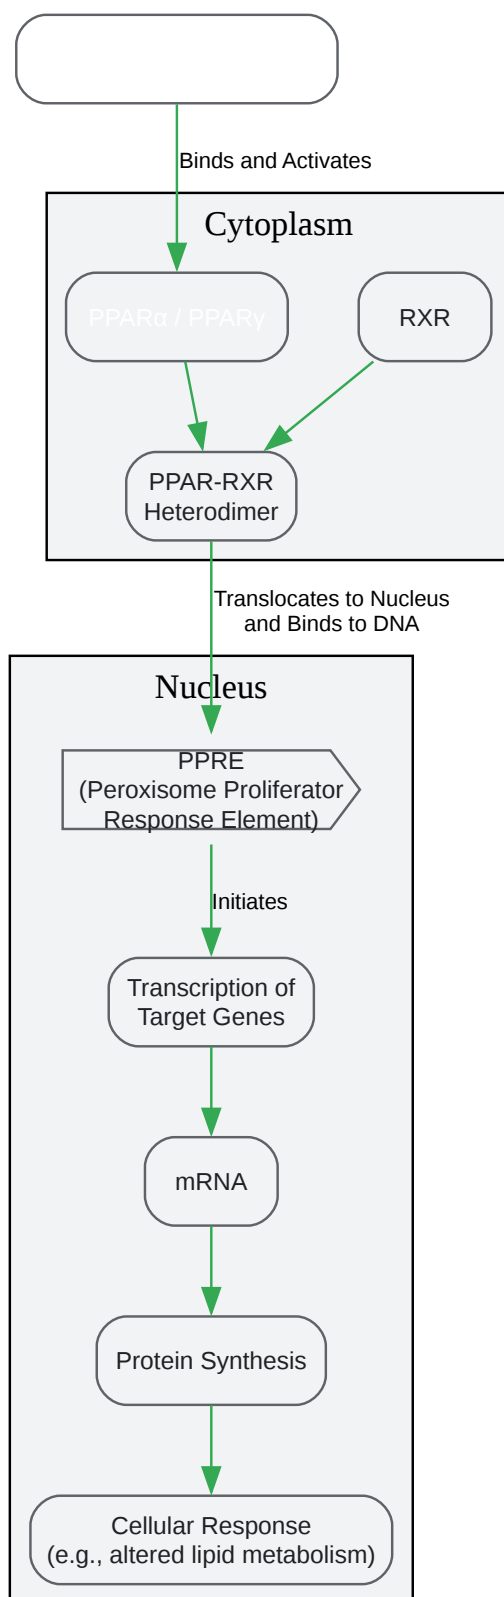 Binds and Activates
Cytoplasm
PPARα / PPARγ
RXR
PPAR-RXR
Heterodimer
Translocates to Nucleus
and Binds to DNA
Nucleus
PPRE
(Peroxisome Proliferator
Response Element)
Initiates
Transcription of
Target Genes
mRNA
Protein Synthesis
Cellular Response
(e.g., altered lipid metabolism)